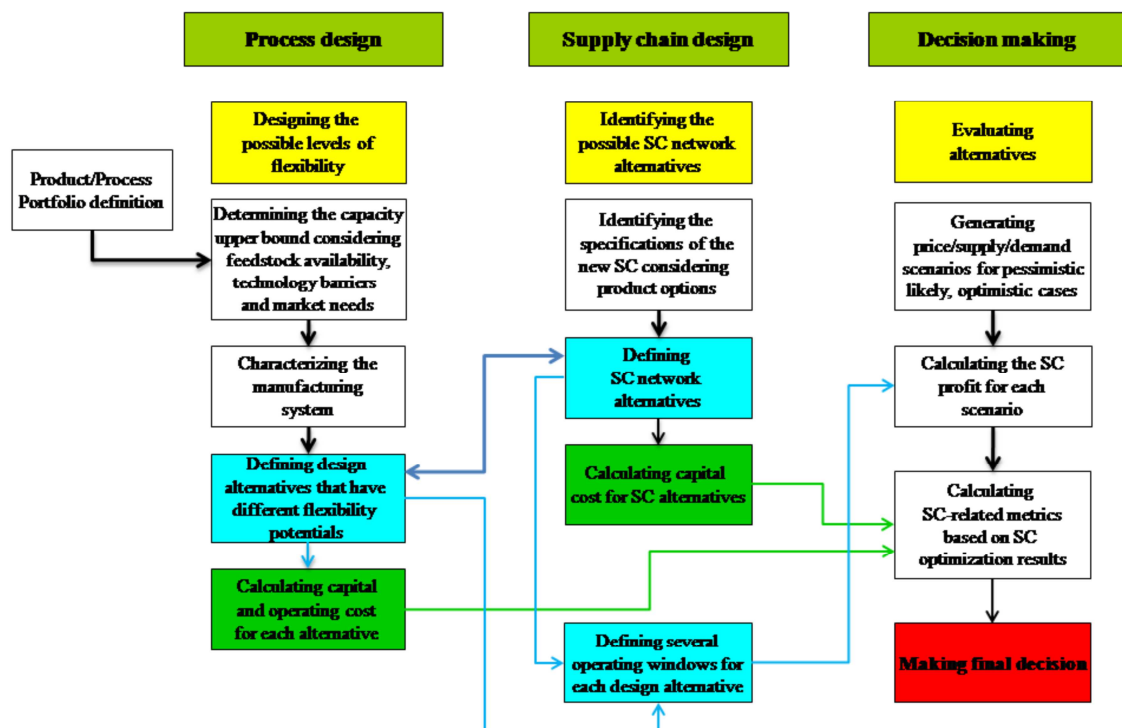 Process design
Supply chain design
Decision making
Designing the
possible levels of
flexibility
Identifying the
possible SC network
alternatives
Evaluating
alternatives
Product/Process
Portfolio definition
Determining the capacity
upper bound considering
feedstock availability,
technology barriers
and market needs
Identifying the
specifications of the
new SC considering
product options
Generating
price/supply/demand
scenarios for pessimistic
likely, optimistic cases
Characterizing the
manufacturing
system
Defining
SC network
alternatives
Calculating the SC
profit for each
scenario
Defining design
alternatives that have
different flexibility
potentials
Calculating capital
cost for SC alternatives
Calculating
SC-related metrics
based on SC
optimization results
Calculating capital
and operating cost
for each alternative
Defining several
operating windows for
each design alternative
Making final decision